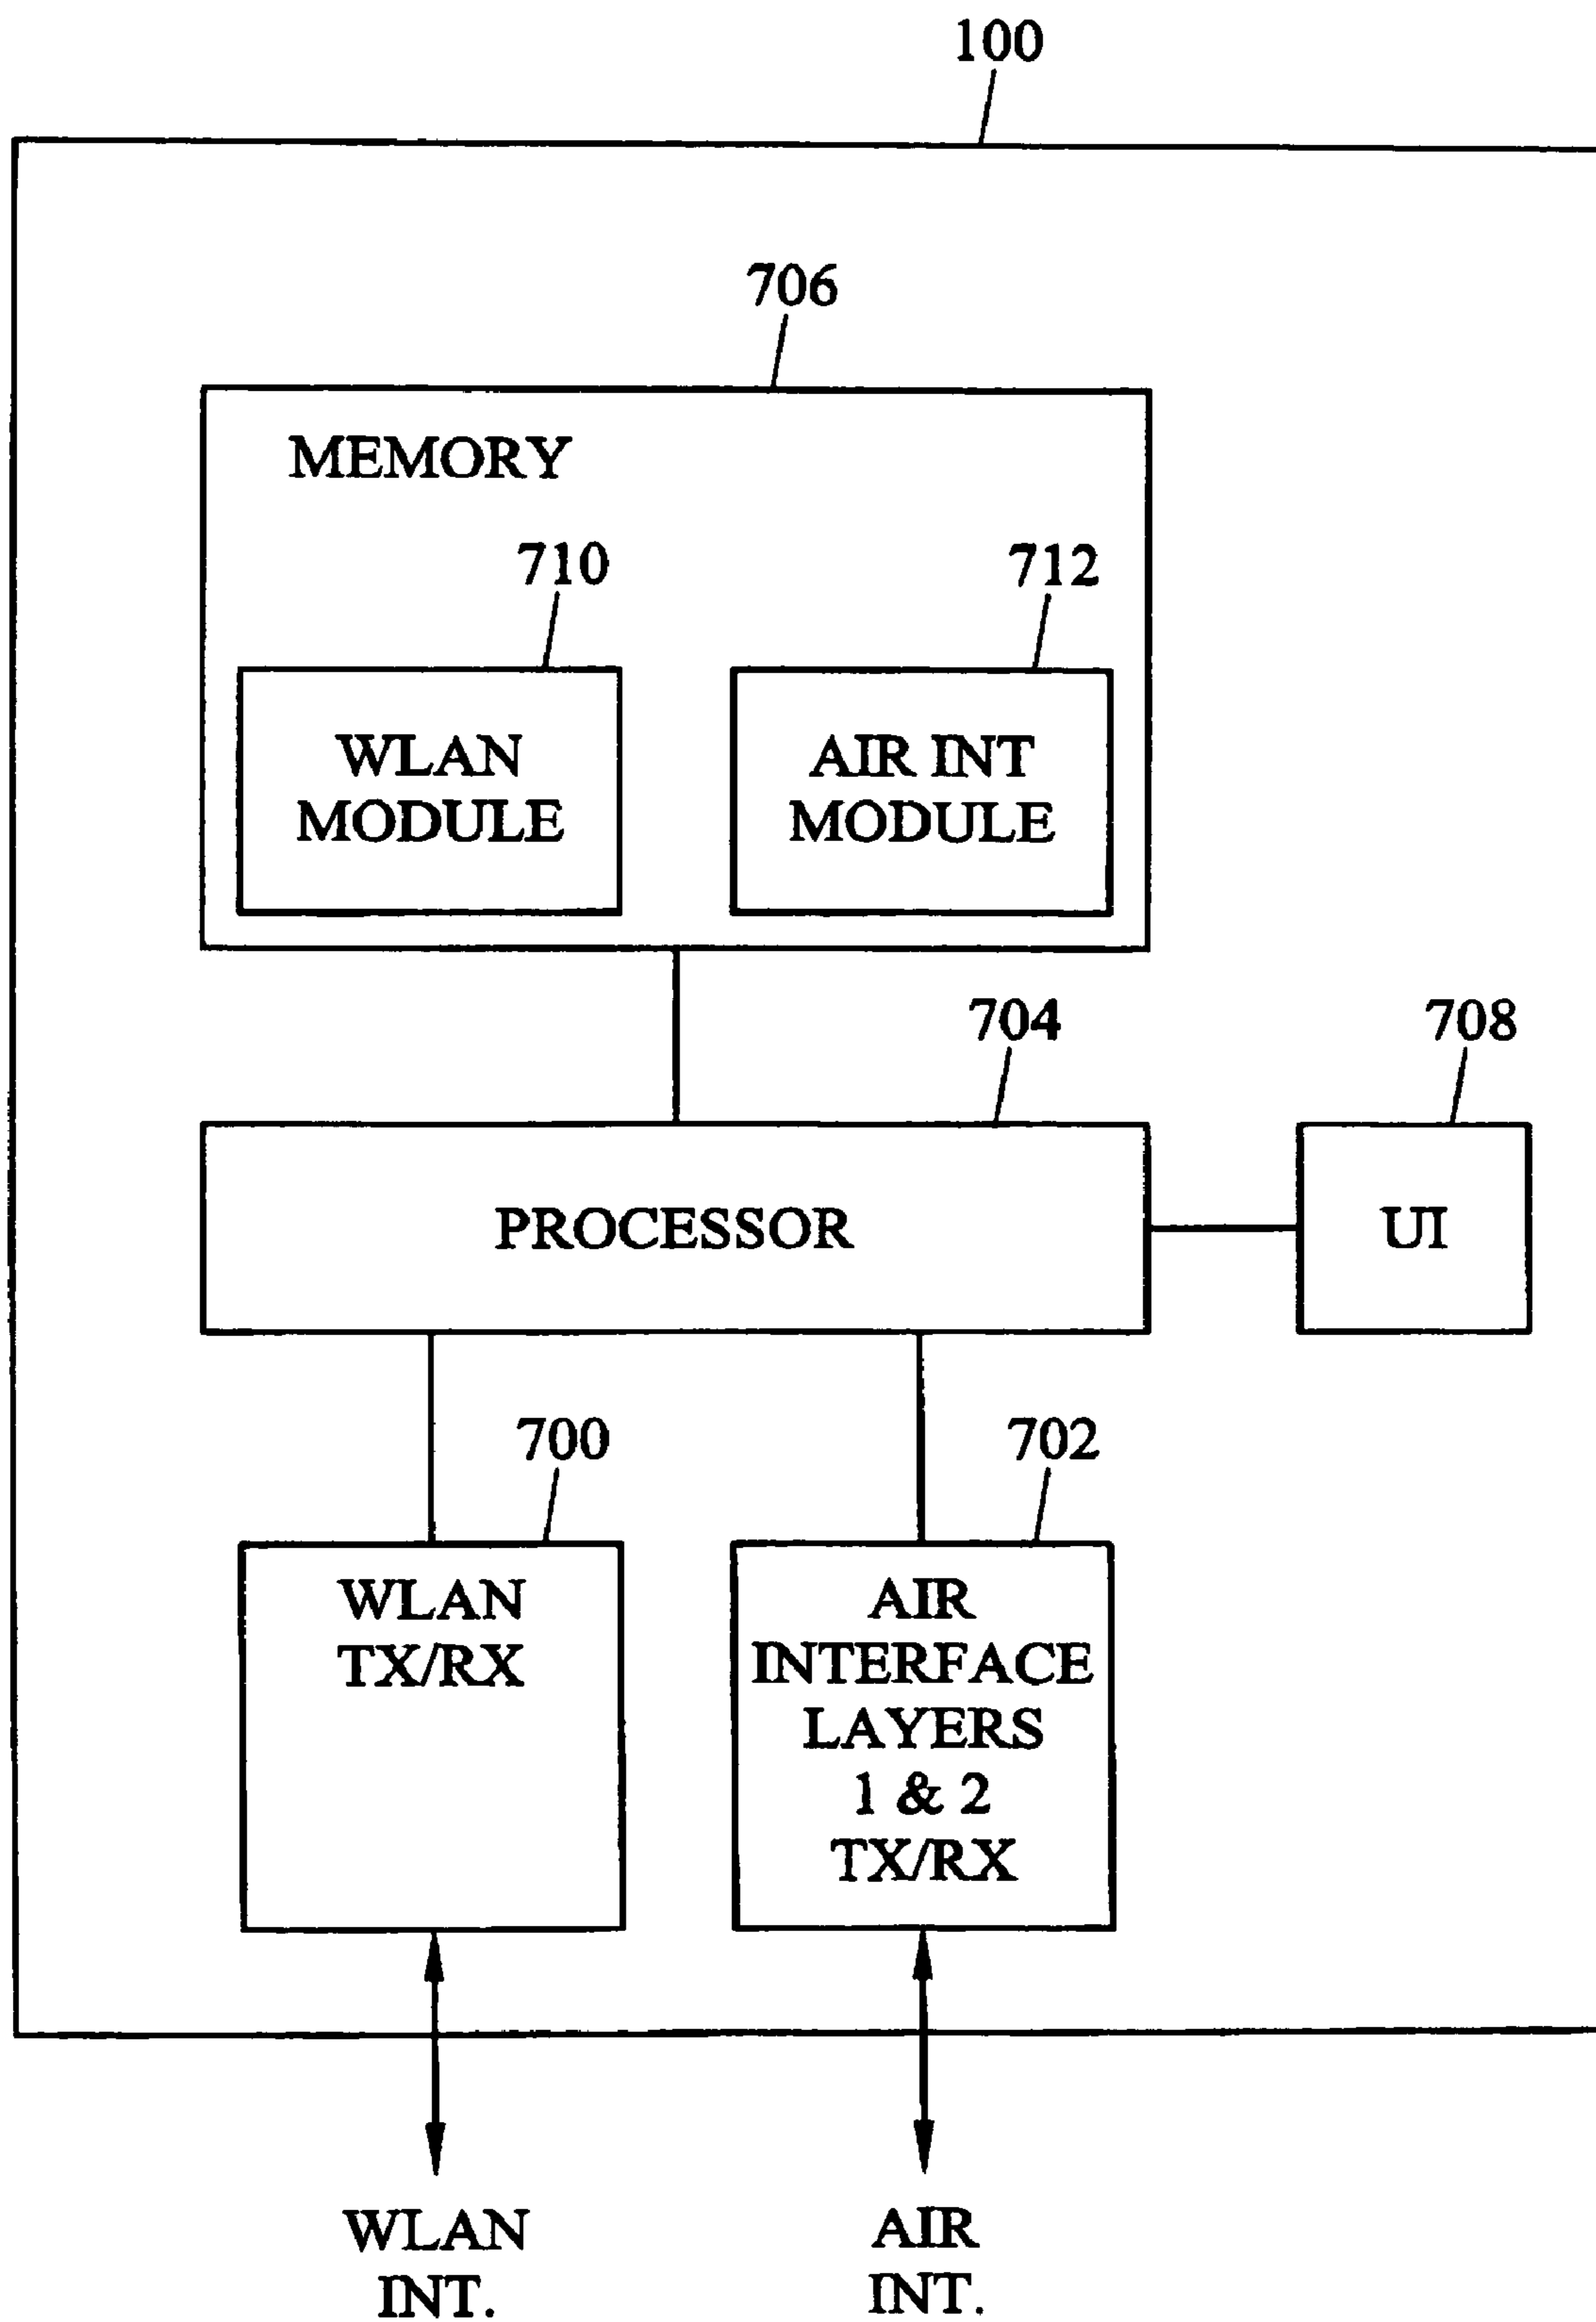 100
706
MEMORY
710
712
WLAN
MODULE
AIR INT
MODULE
704
708
PROCESSOR
UI
700
702
WLAN
TX/RX
AIR
INTERFACE
LAYERS
1 & 2
TX/RX
WLAN
INT.
AIR
INT.